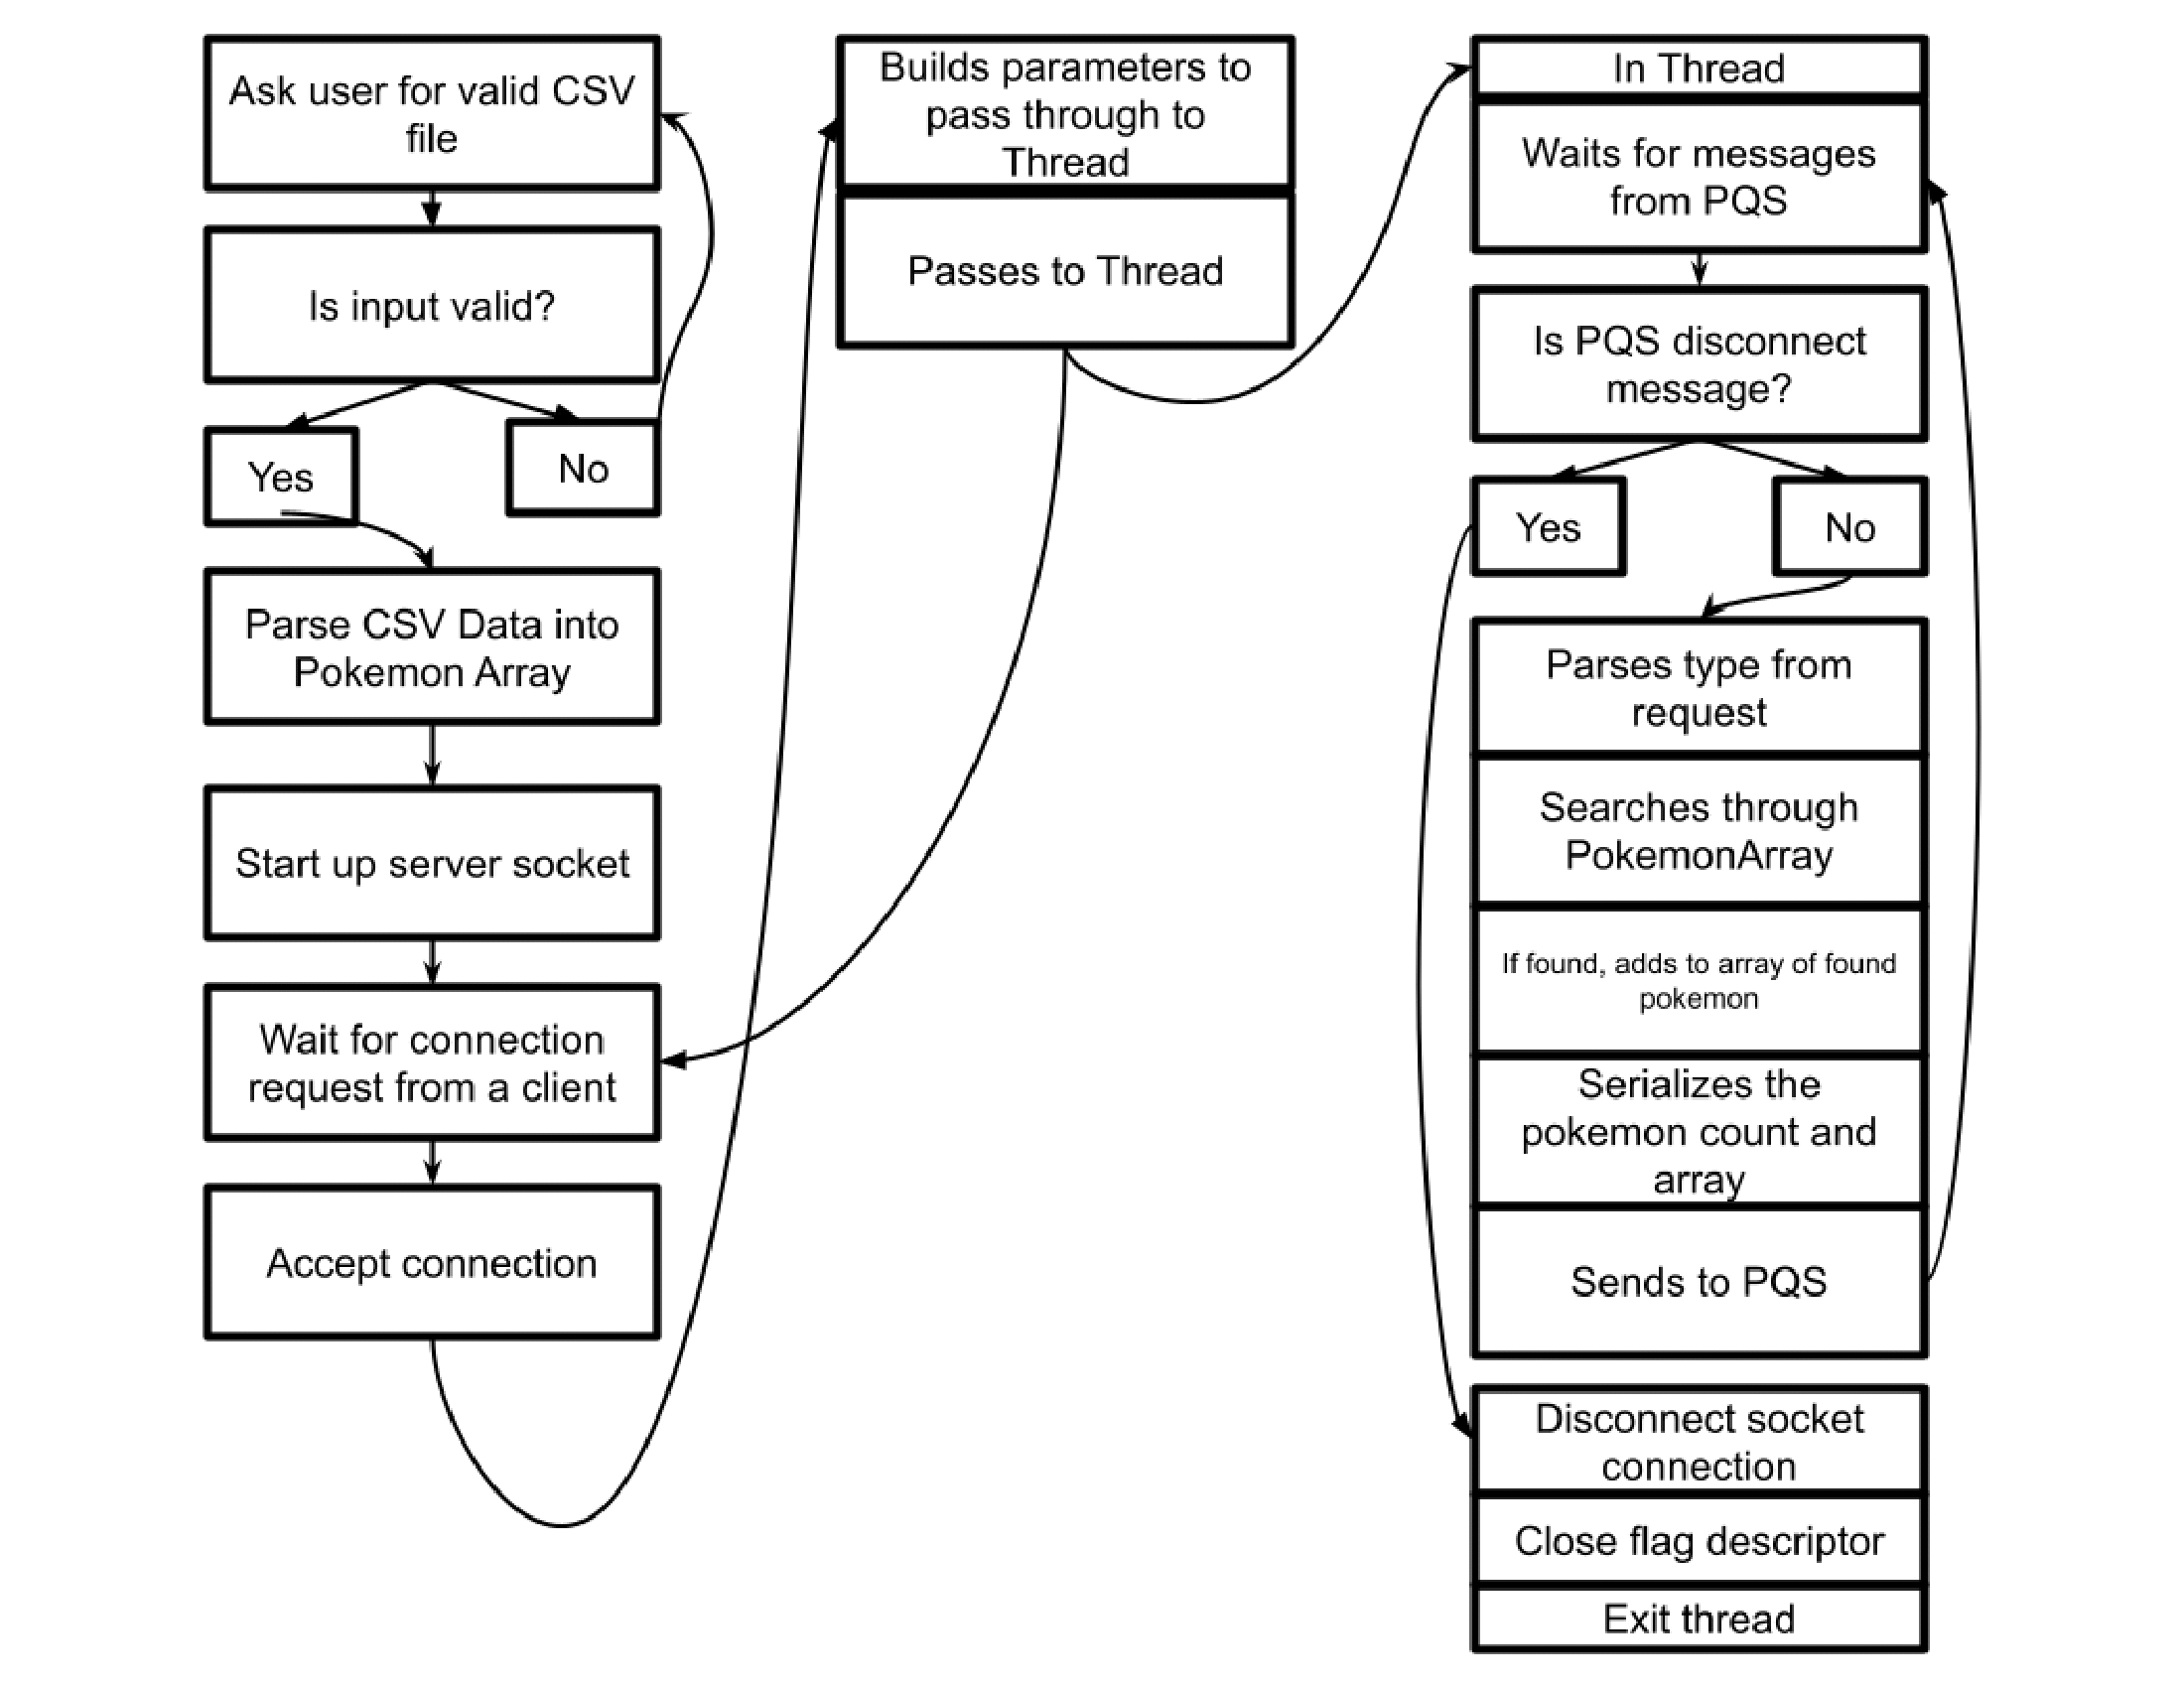 Ask user for valid CSV
file
Is input valid?
Yes
No
Parse CSV Data into
Pokemon Array
Start up server socket
Wait for connection
request from a client
Accept connection
Builds parameters to
pass through to
Thread
Passes to Thread
In Thread
Waits for messages
from PQS
Is PQS disconnect
message?
Yes
No
Parses type from
request
Searches through
PokemonArray
If found, adds to array of found
pokemon
Serializes the
pokemon count and
array
Sends to PQS
Disconnect socket
connection
Close flag descriptor
Exit thread